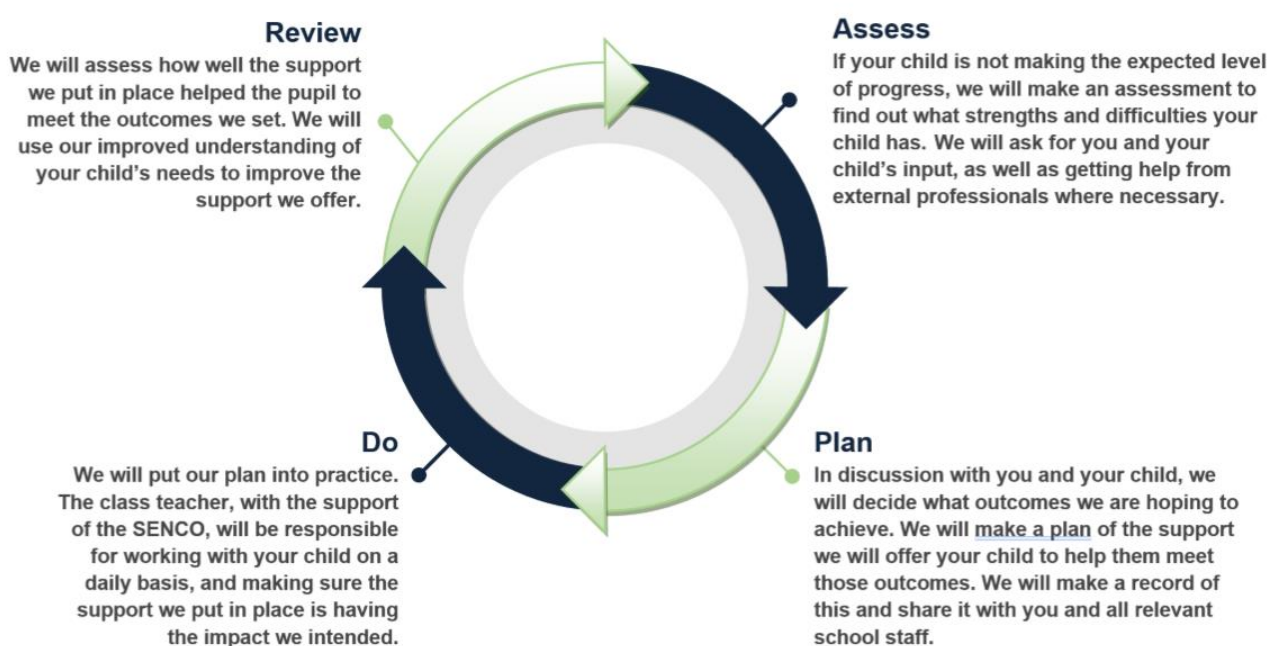 Review
We will assess how well the support
we put in place helped the pupil to
meet the outcomes we set. We will
use our improved understanding of
your child's needs to improve the
support we offer.
Assess
If your child is not making the expected level
of progress, we will make an assessment to
find out what strengths and difficulties your
child has. We will ask for you and your
child's input, as well as getting help from
external professionals where necessary.
Do
We will put our plan into practice.
The class teacher, with the support
of the SENCO, will be responsible
for working with your child on a
daily basis, and making sure the
support we put in place is having
the impact we intended.
Plan
In discussion with you and your child, we
will decide what outcomes we are hoping to
achieve. We will make a plan of the support
we will offer your child to help them meet
those outcomes. We will make a record of
this and share it with you and all relevant
school staff.